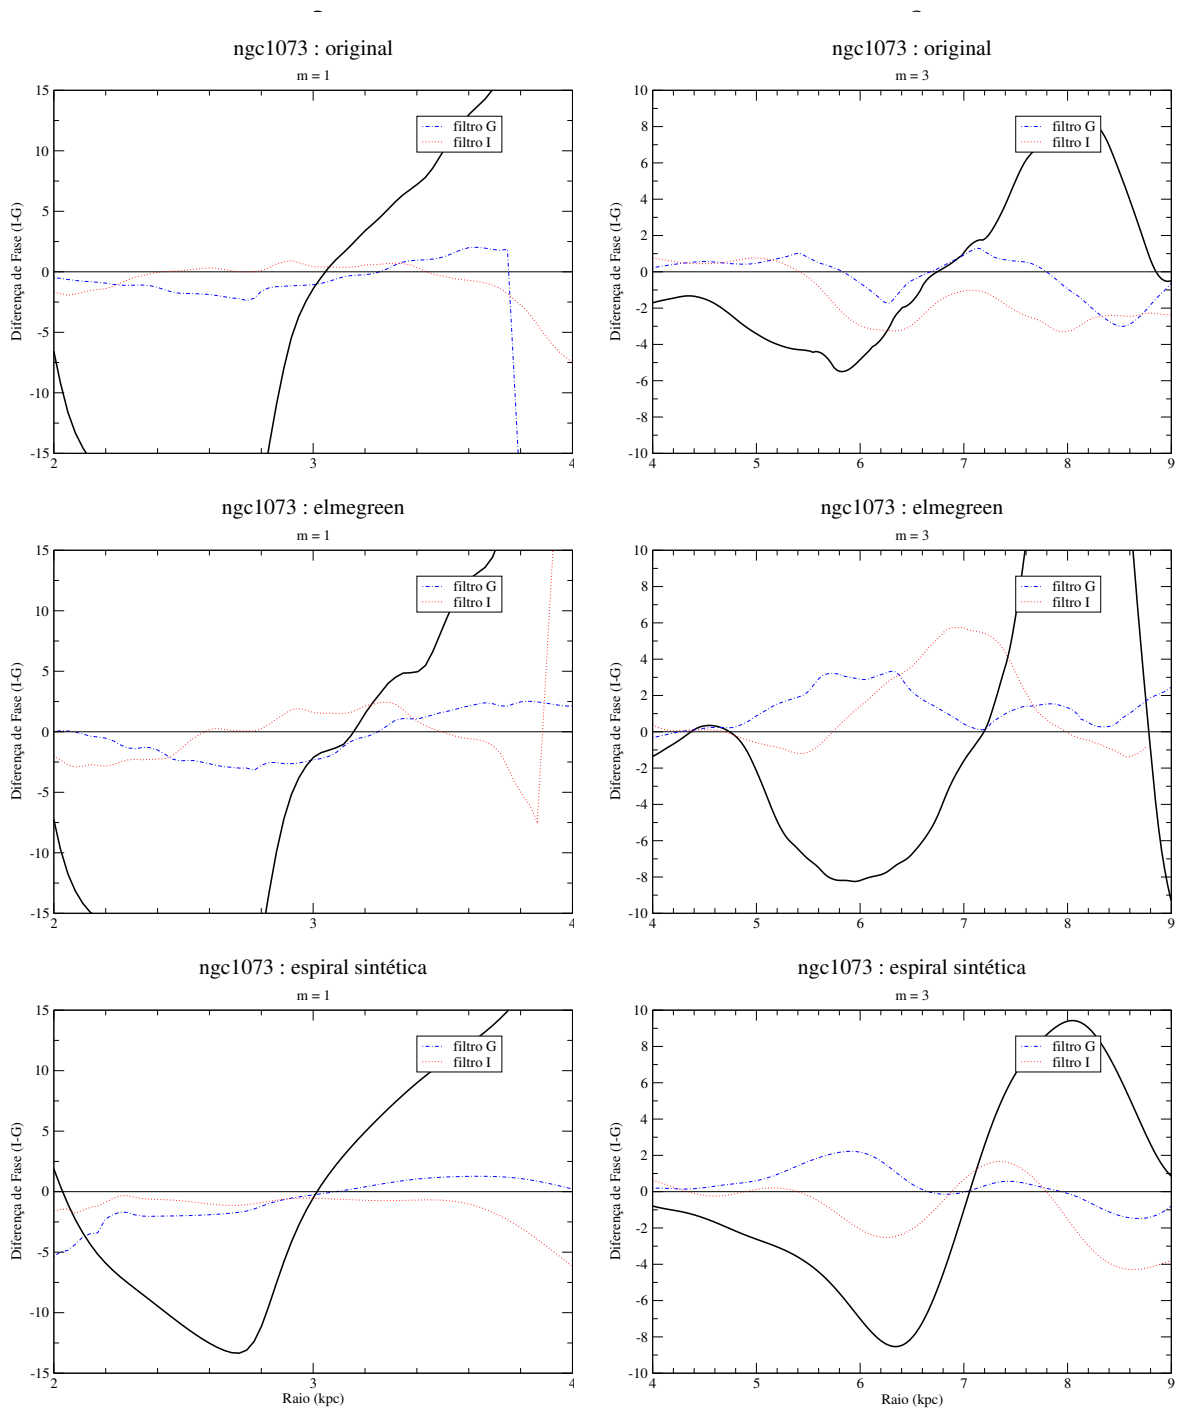 ngc1073 : original
m = 1
15
10
5
0
-5
-10
-15
2
3
4
Diferença de Fase (I-G)
filtro G
filtro I
ngc1073 : original
m = 3
10
8
6
4
2
0
-2
-4
-6
-8
-10
4
5
6
7
8
9
Diferença de Fase (I-G)
filtro G
filtro I
ngc1073 : elmegreen
m = 1
15
10
5
0
-5
-10
-15
2
3
4
Diferença de Fase (I-G)
filtro G
filtro I
ngc1073 : elmegreen
m = 3
10
8
6
4
2
0
-2
-4
-6
-8
-10
4
5
6
7
8
9
Diferença de Fase (I-G)
filtro G
filtro I
ngc1073 : espiral sintética
m = 1
15
10
5
0
-5
-10
-15
2
3
4
Raio (kpc)
Diferença de Fase (I-G)
filtro G
filtro I
ngc1073 : espiral sintética
m = 3
10
8
6
4
2
0
-2
-4
-6
-8
-10
4
5
6
7
8
9
Raio (kpc)
Diferença de Fase (I-G)
filtro G
filtro I